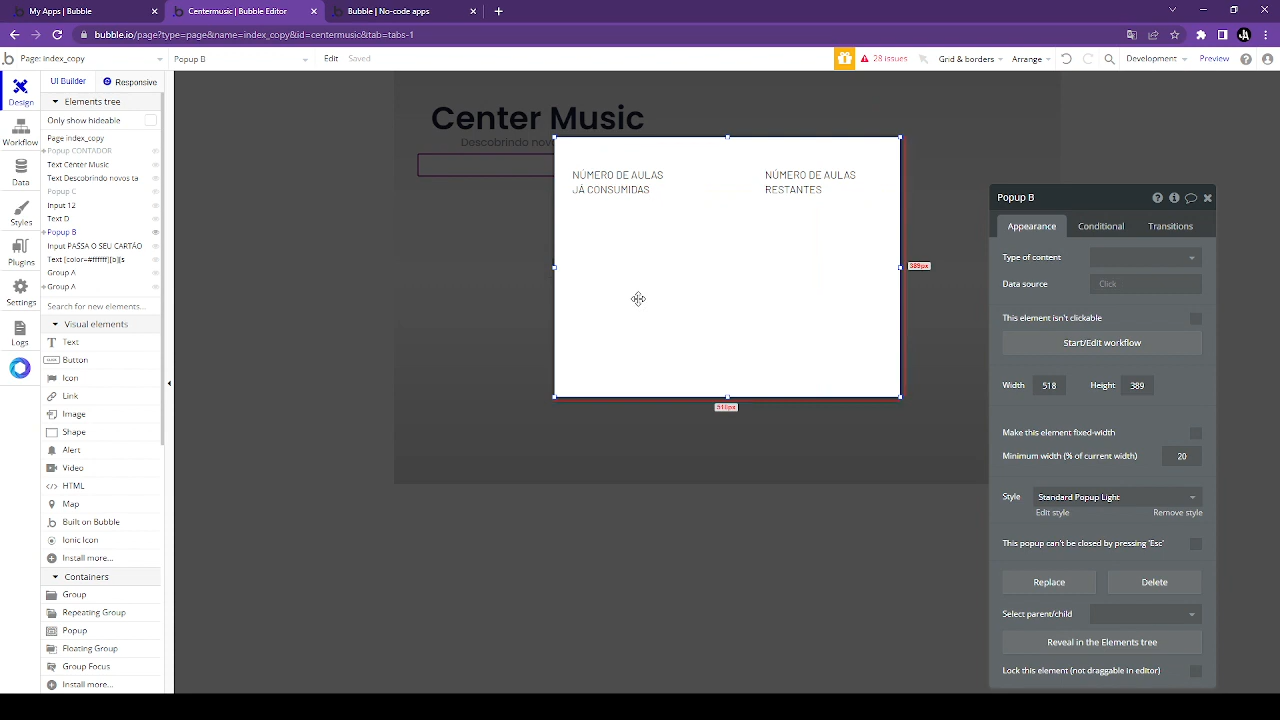 My Apps | Bubble
Centermusic | Bubble Editor
Bubble | No-code apps
bubble.io/page?type=page&name=index_copy&id=centermusic&tab=tabs-1
Page: index_copy
Popup B
Edit
Saved
28 issues
Grid & borders
Arrange
Development
Preview
Design
Workflow
Data
Styles
Plugins
Settings
Logs
UI Builder
Responsive
Elements tree
Only show hideable
Page index_copy
Popup CONTADOR
Text Center Music
Text Descobrindo novos ta
Popup C
Input 12
Text D
Popup B
Input PASSA O SEU CARTÃO
Text [color=#ffffff][b][s
Group A
Group A
Search for new elements...
Visual elements
Text
Button
Icon
Link
Image
Shape
Alert
Video
HTML
Map
Built on Bubble
Ionic Icon
Install more...
Containers
Group
Repeating Group
Popup
Floating Group
Group Focus
Install more...
Center Music
Descobrindo novo
NÚMERO DE AULAS
JÁ CONSUMIDAS
NÚMERO DE AULAS
RESTANTES
389px
518px
Popup B
Appearance
Conditional
Transitions
Type of content
Data source
Click
This element isn't clickable
Start/Edit workflow
Width
518
Height
389
Make this element fixed-width
Minimum width (% of current width)
20
Style
Standard Popup Light
Edit style
Remove style
This popup can't be closed by pressing 'Esc'
Replace
Delete
Select parent/child
Reveal in the Elements tree
Lock this element (not draggable in editor)